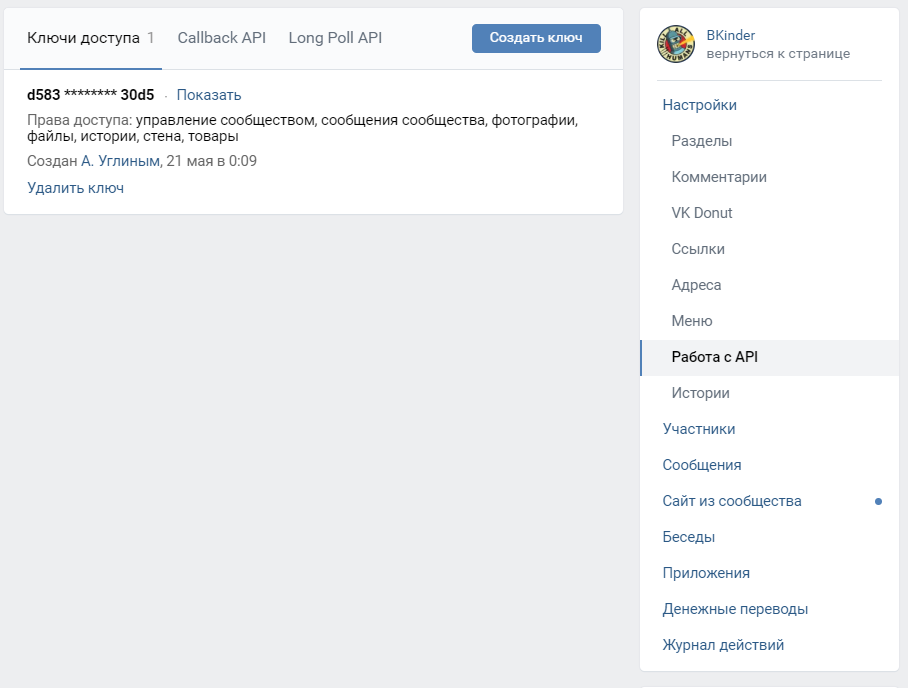 Ключи доступа 1 Callback API Long Poll API Создать ключ
d583 ******** 30d5 · Показать
Права доступа: управление сообществом, сообщения сообщества, фотографии,
файлы, истории, стена, товары
Создан А. Углиным, 21 мая в 0:09
Удалить ключ
KILL ALL HUMANS
BKinder
вернуться к странице
Настройки
Разделы
Комментарии
VK Donut
Ссылки
Адреса
Меню
Работа с API
Истории
Участники
Сообщения
Сайт из сообщества
Беседы
Приложения
Денежные переводы
Журнал действий